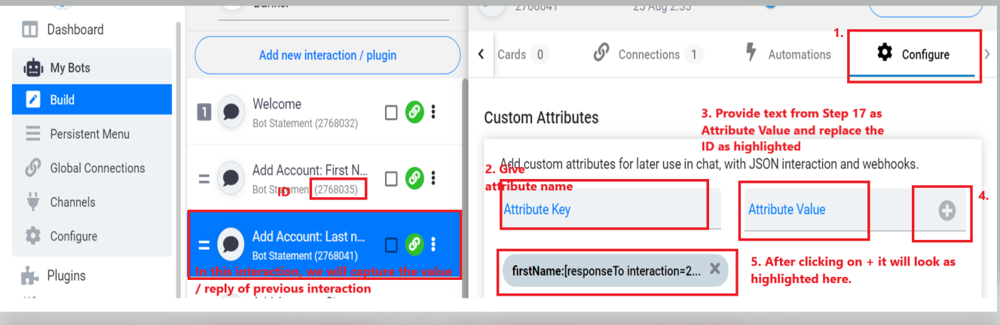 Banker
2768041
25 Aug 2:55
Dashboard
My Bots
Build
Persistent Menu
Global Connections
Channels
Configure
Plugins
Add new interaction / plugin
1
Welcome
Bot Statement (2768032)
Add Account: First N...
Bot Statement (2768035)
ID
Add Account: Last n...
Bot Statement (2768041)
In this interaction, we will capture the value
/ reply of previous interaction
1.
Cards 0
Connections 1
Automations
Configure
Custom Attributes
3. Provide text from Step 17 as
Attribute Value and replace the
ID as highlighted
Add custom attributes for later use in chat, with JSON interaction and webhooks.
2. Give
attribute name
Attribute Key
Attribute Value
4.
firstName:[responseTo interaction=2...
5. After clicking on + it will look as
highlighted here.